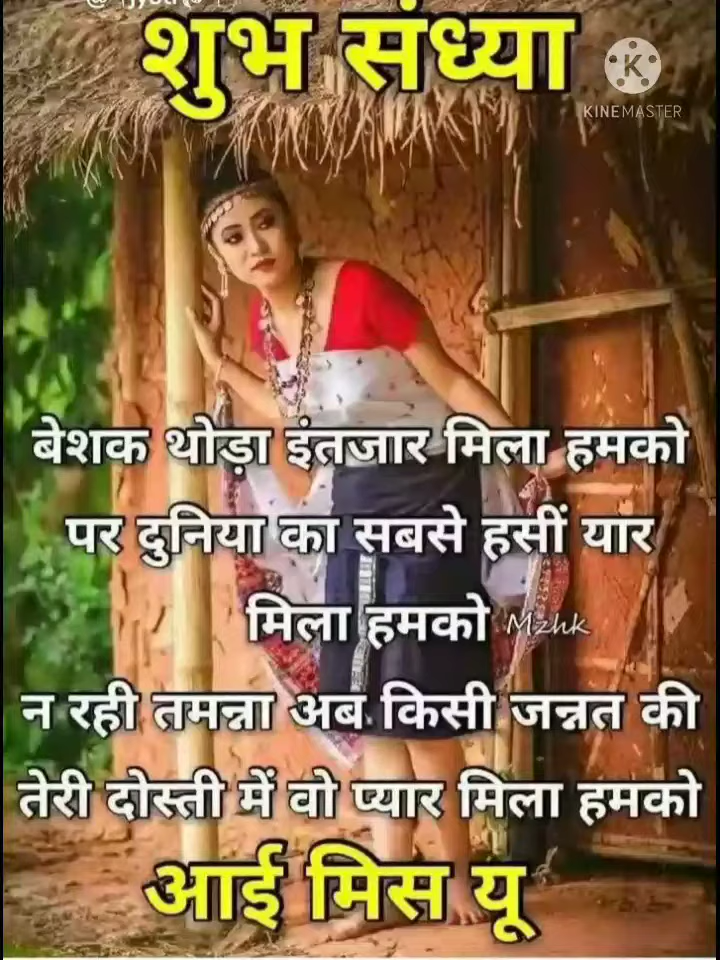 शुभ संध्या
KINEMASTER
बेशक थोड़ा इंतजार मिला हमको
पर दुनिया का सबसे हसीं यार
मिला हमको Mzhk
न रही तमन्ना अब किसी जन्नत की
तेरी दोस्ती में वो प्यार मिला हमको
आई मिस यू